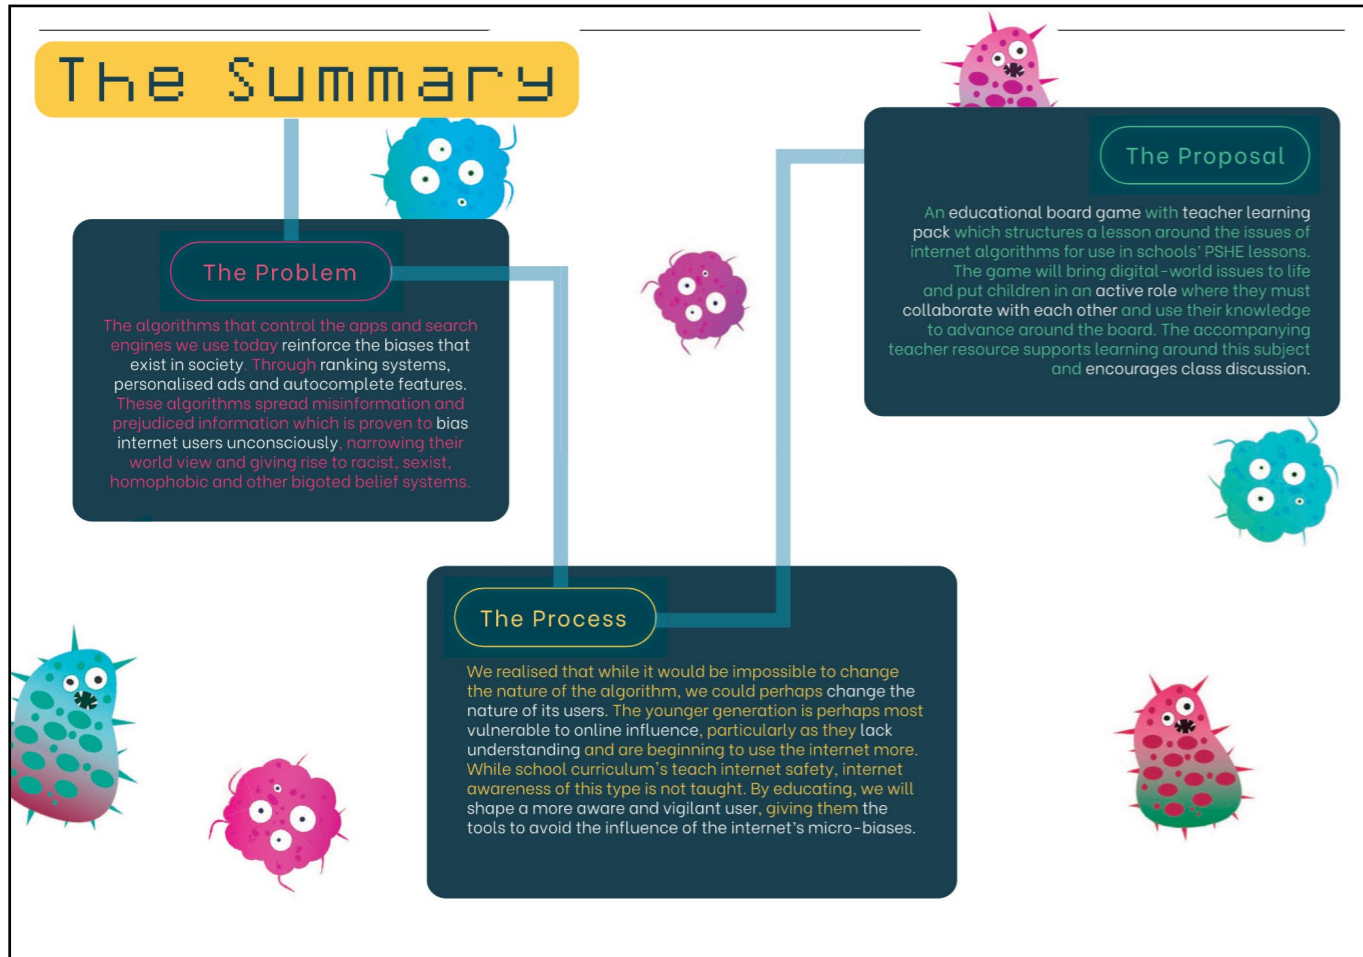 The Summary
The Problem
The algorithms that control the apps and search
engines we use today reinforce the biases that
exist in society. Through ranking systems,
personalised ads and autocomplete features.
These algorithms spread misinformation and
prejudiced information which is proven to bias
internet users unconsciously, narrowing their
world view and giving rise to racist, sexist,
homophobic and other bigoted belief systems.
The Process
We realised that while it would be impossible to change
the nature of the algorithm, we could perhaps change the
nature of its users. The younger generation is perhaps most
vulnerable to online influence, particularly as they lack
understanding and are beginning to use the internet more.
While school curriculum's teach internet safety, internet
awareness of this type is not taught. By educating, we will
shape a more aware and vigilant user, giving them the
tools to avoid the influence of the internet's micro-biases.
The Proposal
An educational board game with teacher learning
pack which structures a lesson around the issues of
internet algorithms for use in schools' PSHE lessons.
The game will bring digital-world issues to life
and put children in an active role where they must
collaborate with each other and use their knowledge
to advance around the board. The accompanying
teacher resource supports learning around this subject
and encourages class discussion.